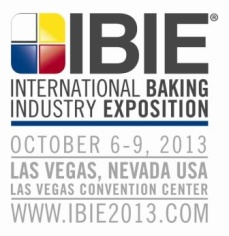 IBIE®
INTERNATIONAL BAKING
INDUSTRY EXPOSITION
OCTOBER 6-9, 2013
LAS VEGAS, NEVADA USA
LAS VEGAS CONVENTION CENTER
WWW.IBIE2013.COM